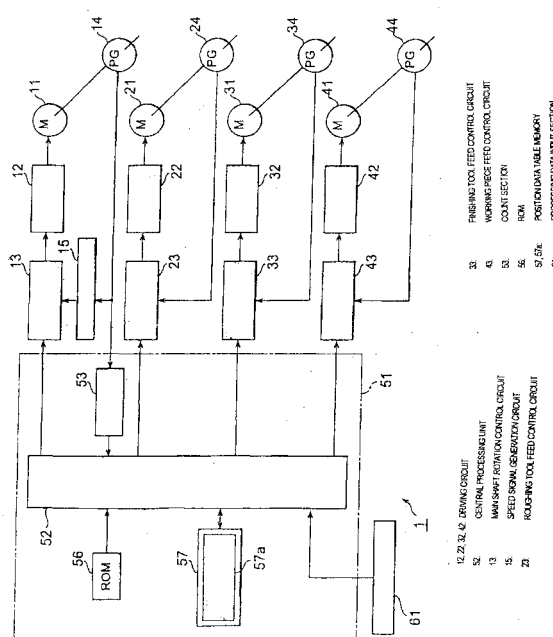 11
M
12
13
14
PG
15
21
M
22
23
24
PG
31
M
32
33
34
PG
41
M
42
43
44
PG
51
52
53
56
ROM
57
57a
61
1
12, 22, 32, 42: DRIVING CIRCUIT
52: CENTRAL PROCESSING UNIT
13: MAIN SHAFT ROTATION CONTROL CIRCUIT
15: SPEED SIGNAL GENERATION CIRCUIT
23: ROUGHING TOOL FEED CONTROL CIRCUIT
33: FINISHING TOOL FEED CONTROL CIRCUIT
43: WORKING PIECE FEED CONTROL CIRCUIT
53: COUNT SECTION
56: ROM
57, 57a: POSITION DATA TABLE MEMORY